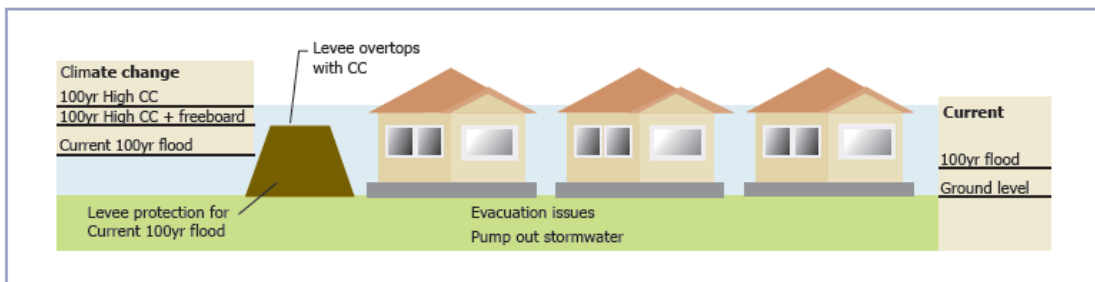 Levee overtops
with CC
Climate change
100yr High CC
100yr High CC + freeboard
Current 100yr flood
Current
100yr flood
Ground level
Levee protection for
Current 100yr flood
Evacuation issues
Pump out stormwater